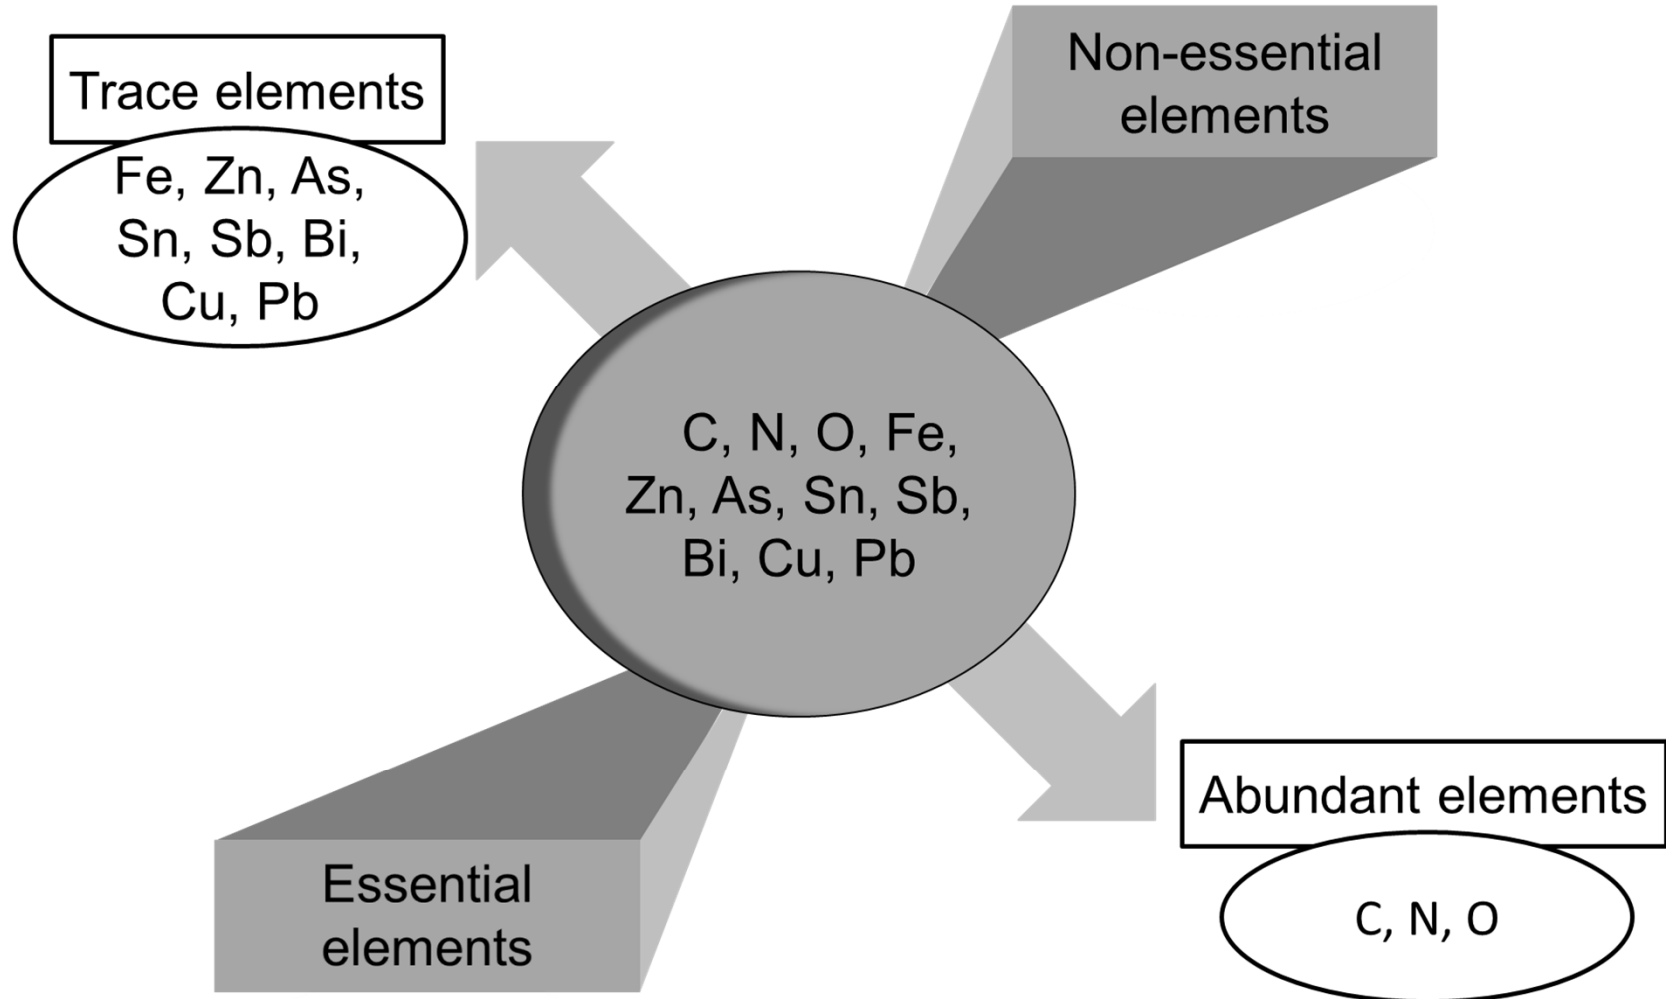 Trace elements
Fe, Zn, As,
Sn, Sb, Bi,
Cu, Pb
Non-essential
elements
C, N, O, Fe,
Zn, As, Sn, Sb,
Bi, Cu, Pb
Essential
elements
Abundant elements
C, N, O